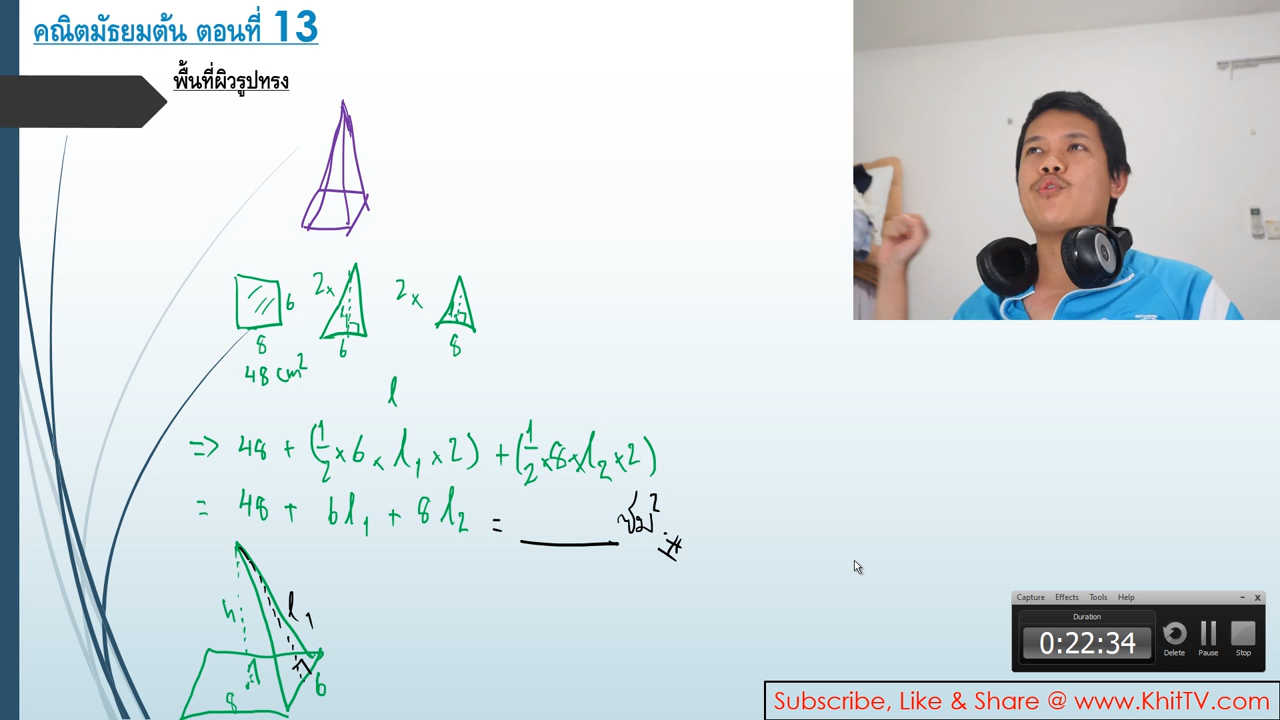 คณิตมัธยมต้น ตอนที่ 13
พื้นที่ผิวรูปทรง
6
8
48 cm²
2×
6
2×
8
l
=> 48 + (1/2 × 6 × l₁ × 2) + (1/2 × 8 × l₂ × 2)
= 48 + 6l₁ + 8l₂ = ______ ซม²
h
l₁
8
6
Capture Effects Tools Help
Duration
0:22:34
Delete Pause Stop
Subscribe, Like & Share @ www.KhitTV.com